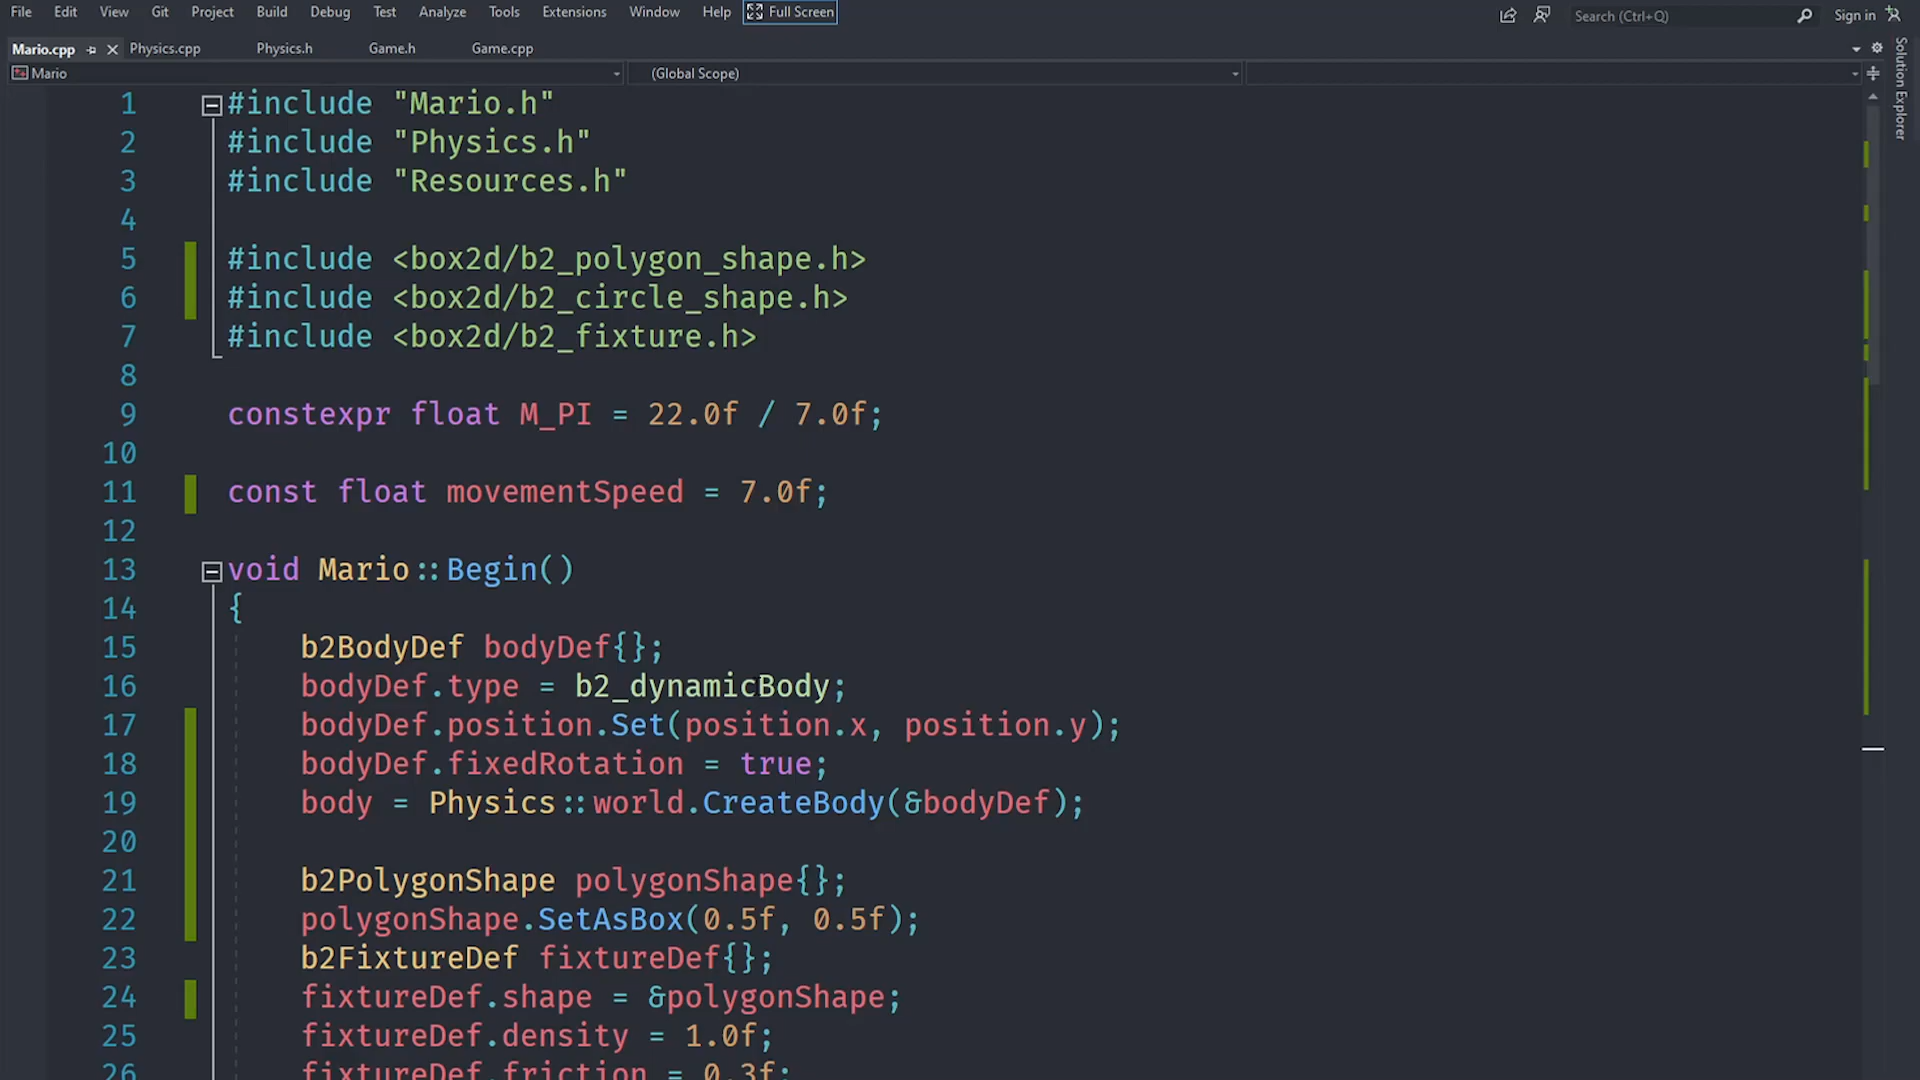 File Edit View Git Project Build Debug Test Analyze Tools Extensions Window Help Full Screen Search (Ctrl+Q) Sign in
Mario.cpp Physics.cpp Physics.h Game.h Game.cpp
Mario (Global Scope)
Solution Explorer
1 #include "Mario.h"
2 #include "Physics.h"
3 #include "Resources.h"
4
5 #include <box2d/b2_polygon_shape.h>
6 #include <box2d/b2_circle_shape.h>
7 #include <box2d/b2_fixture.h>
8
9 constexpr float M_PI = 22.0f / 7.0f;
10
11 const float movementSpeed = 7.0f;
12
13 void Mario::Begin()
14 {
15 b2BodyDef bodyDef{};
16 bodyDef.type = b2_dynamicBody;
17 bodyDef.position.Set(position.x, position.y);
18 bodyDef.fixedRotation = true;
19 body = Physics::world.CreateBody(&bodyDef);
20
21 b2PolygonShape polygonShape{};
22 polygonShape.SetAsBox(0.5f, 0.5f);
23 b2FixtureDef fixtureDef{};
24 fixtureDef.shape = &polygonShape;
25 fixtureDef.density = 1.0f;
26 fixtureDef.friction = 0.3f;